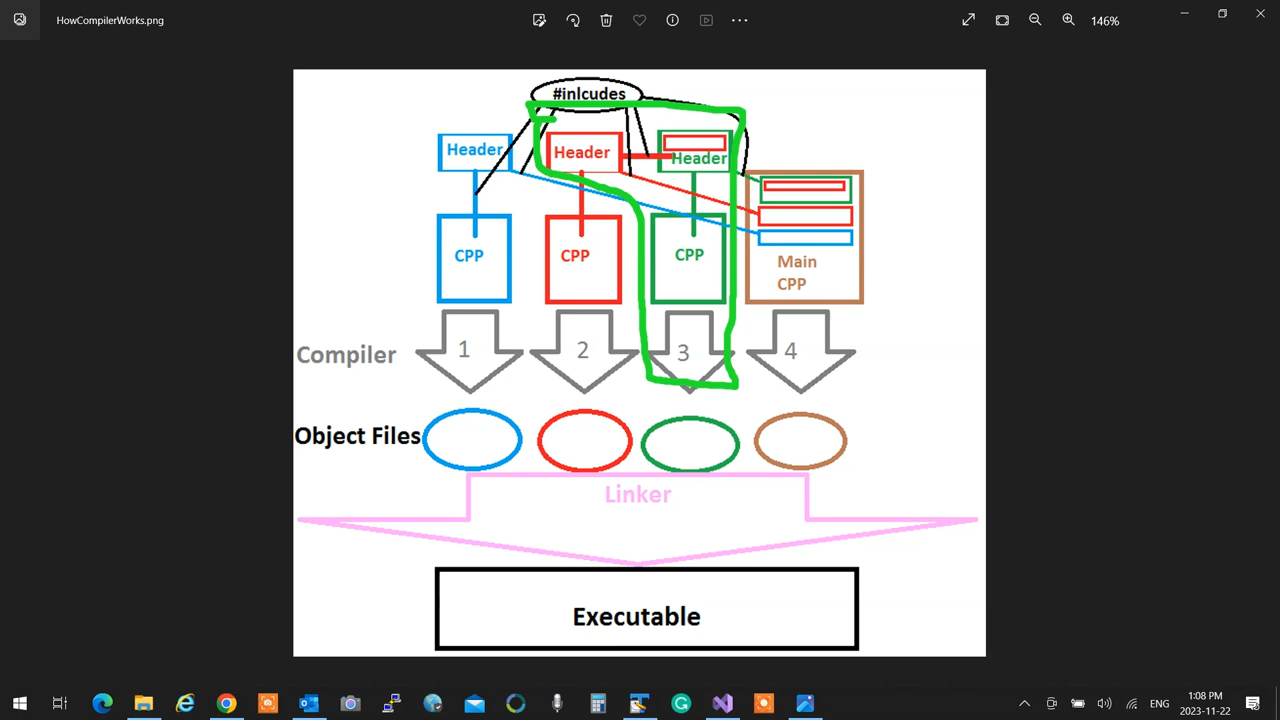 HowCompilerWorks.png
146%
#inlcudes
Header
Header
Header
CPP
CPP
CPP
Main
CPP
Compiler
1
2
3
4
Object Files
Linker
Executable
ENG
1:08 PM
2023-11-22